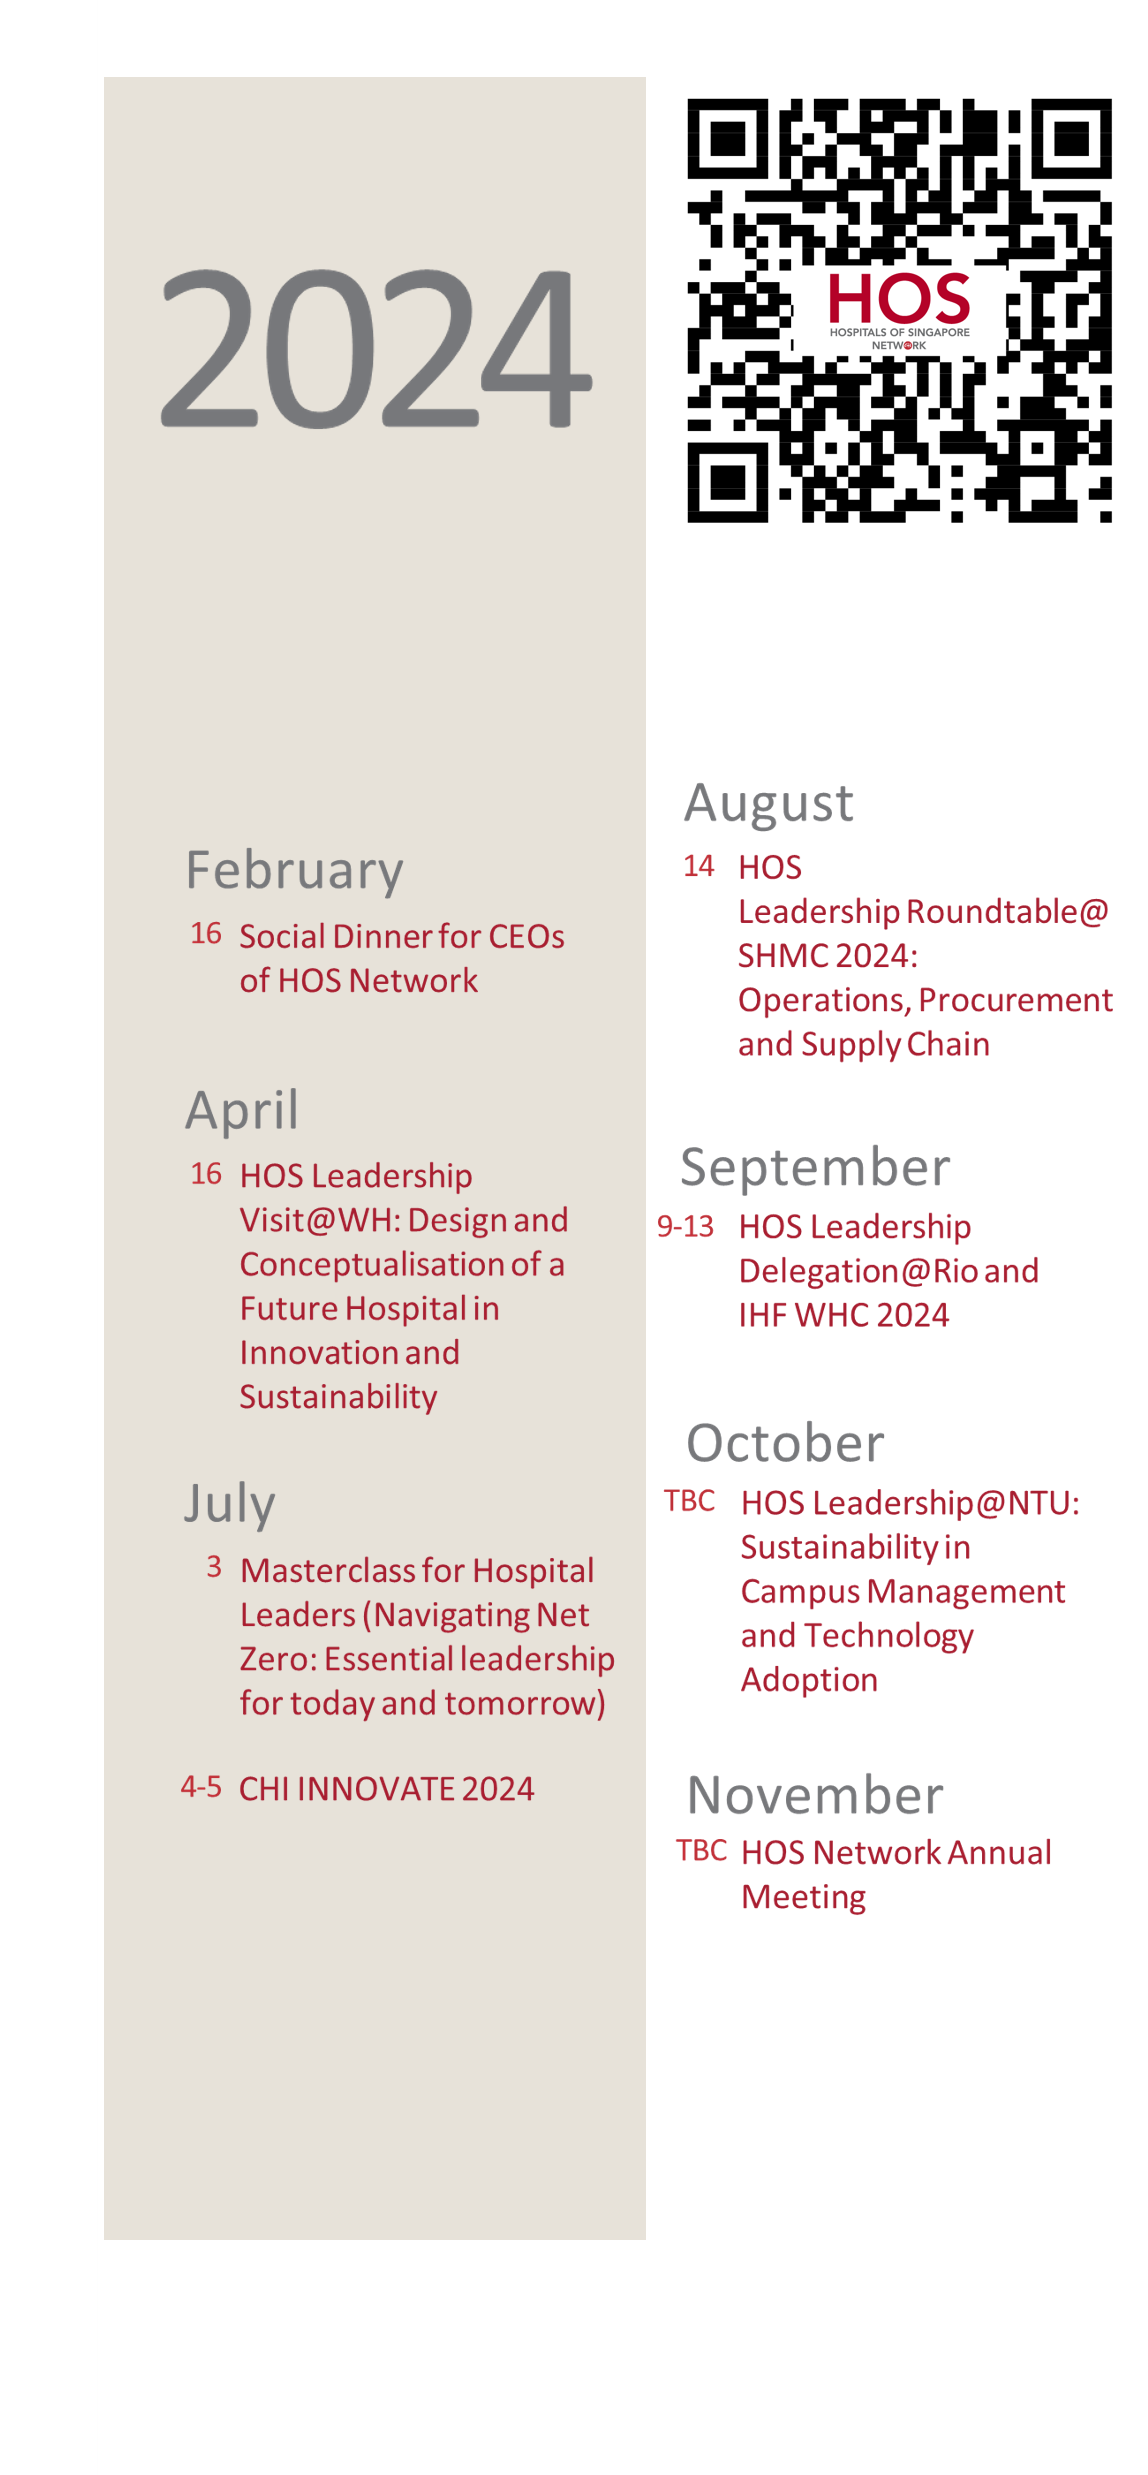 2024
February
16 Social Dinner for CEOs
of HOS Network
April
16 HOS Leadership
Visit@WH: Design and
Conceptualisation of a
Future Hospital in
Innovation and
Sustainability
July
3 Masterclass for Hospital
Leaders (Navigating Net
Zero: Essential leadership
for today and tomorrow)
4-5 CHI INNOVATE 2024
HOS
HOSPITALS OF SINGAPORE
NETWORK
August
14 HOS
Leadership Roundtable@
SHMC 2024:
Operations, Procurement
and Supply Chain
September
9-13 HOS Leadership
Delegation@Rio and
IHF WHC 2024
October
TBC HOS Leadership@NTU:
Sustainability in
Campus Management
and Technology
Adoption
November
TBC HOS Network Annual
Meeting